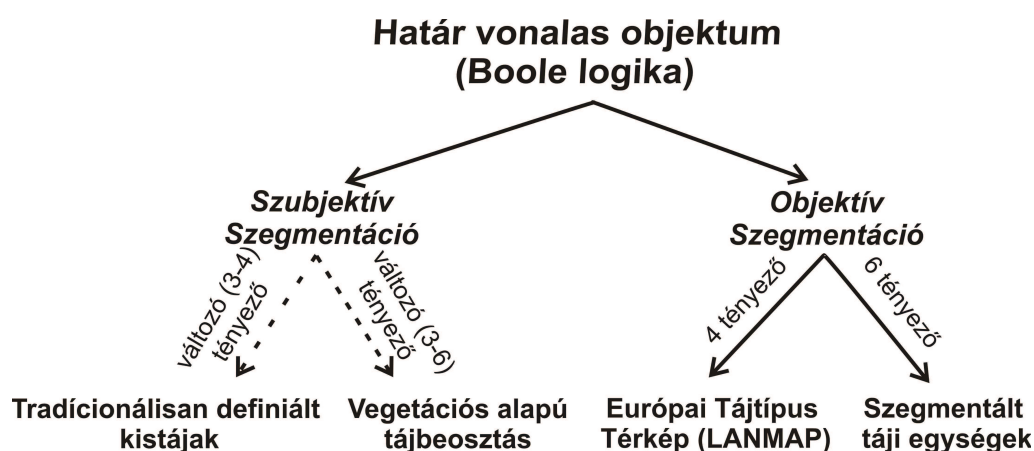 Határ vonalas objektum
(Boole logika)
Szubjektív
Szegmentáció
Objektív
Szegmentáció
változó (3-4)
tényező
változó (3-6)
tényező
4 tényező
6 tényező
Tradícionálisan definiált
kistájak
Vegetációs alapú
tájbeosztás
Európai Tájtípus
Térkép (LANMAP)
Szegmentált
táji egységek